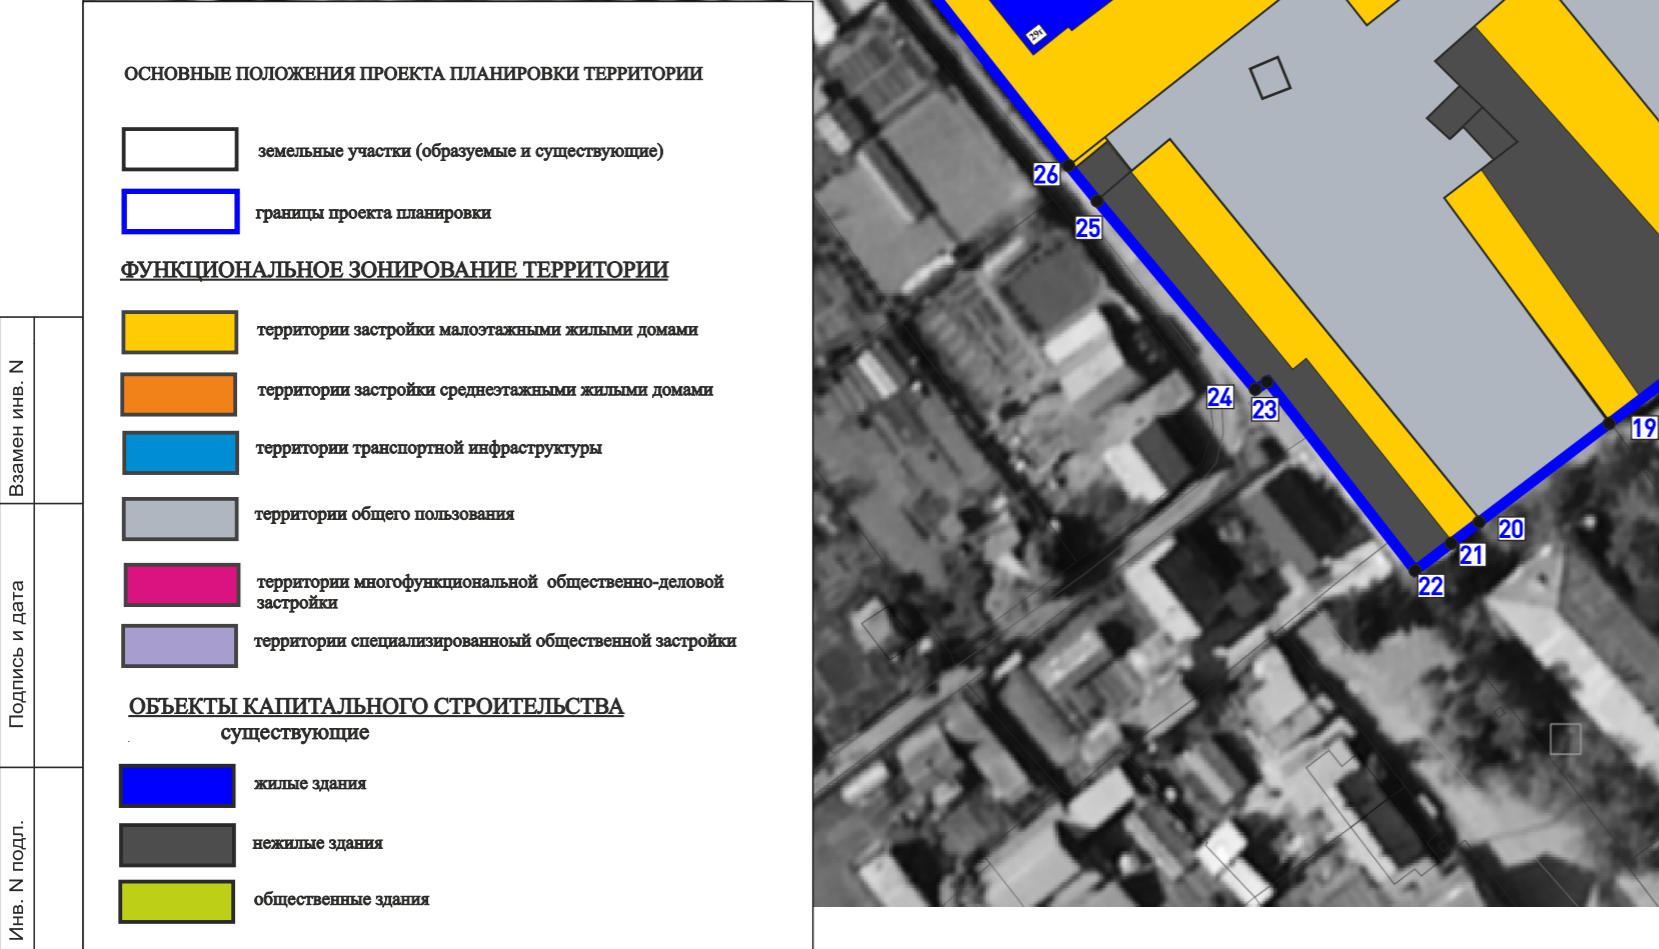 ОСНОВНЫЕ ПОЛОЖЕНИЯ ПРОЕКТА ПЛАНИРОВКИ ТЕРРИТОРИИ
земельные участки (образуемые и существующие)
границы проекта планировки
ФУНКЦИОНАЛЬНОЕ ЗОНИРОВАНИЕ ТЕРРИТОРИИ
территории застройки малоэтажными жилыми домами
территории застройки среднеэтажными жилыми домами
территории транспортной инфраструктуры
территории общего пользования
территории многофункциональной общественно-деловой
застройки
территории специализированноый общественной застройки
ОБЪЕКТЫ КАПИТАЛЬНОГО СТРОИТЕЛЬСТВА
существующие
жилые здания
нежилые здания
общественные здания
Взамен инв. N
Подпись и дата
Инв. N подл.
29г
26
25
24
23
19
20
21
22